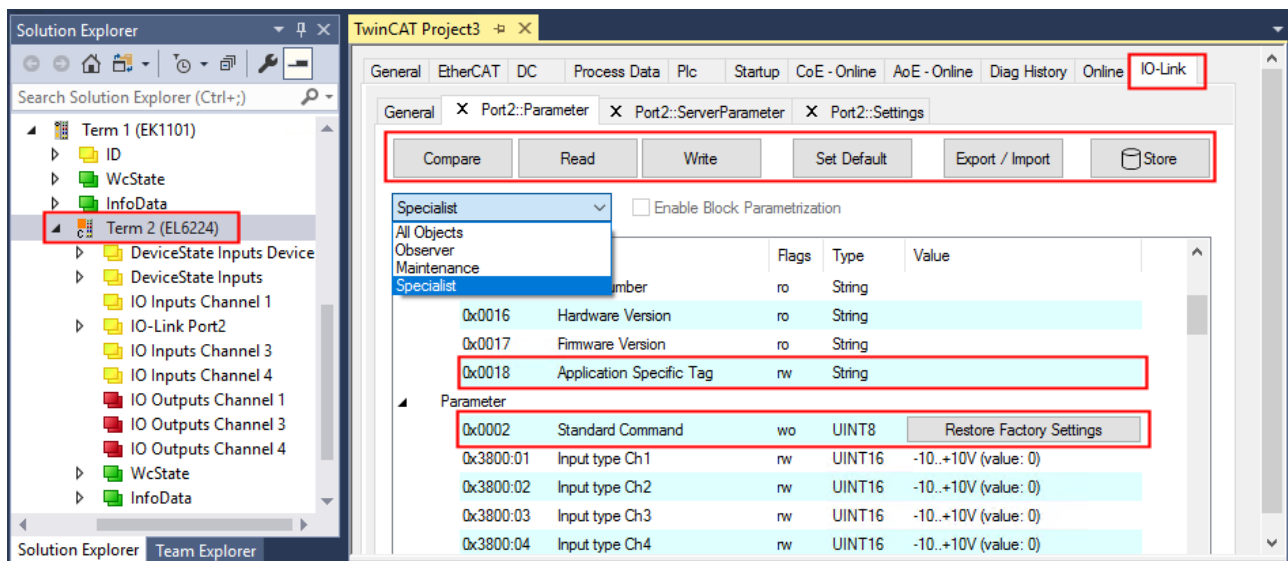 Solution Explorer
Search Solution Explorer (Ctrl+;)
Term 1 (EK1101)
ID
WcState
InfoData
Term 2 (EL6224)
DeviceState Inputs Device
DeviceState Inputs
IO Inputs Channel 1
IO-Link Port2
IO Inputs Channel 3
IO Inputs Channel 4
IO Outputs Channel 1
IO Outputs Channel 3
IO Outputs Channel 4
WcState
InfoData
Solution Explorer Team Explorer
TwinCAT Project3
General EtherCAT DC Process Data Plc Startup CoE - Online AoE - Online Diag History Online IO-Link
General X Port2::Parameter X Port2::ServerParameter X Port2::Settings
Compare Read Write Set Default Export / Import Store
Specialist Enable Block Parametrization
All Objects
Observer
Maintenance
Specialist
Flags Type Value
ro String
0x0016 Hardware Version ro String
0x0017 Firmware Version ro String
0x0018 Application Specific Tag rw String
Parameter
0x0002 Standard Command wo UINT8 Restore Factory Settings
0x3800:01 Input type Ch1 rw UINT16 -10..+10V (value: 0)
0x3800:02 Input type Ch2 rw UINT16 -10..+10V (value: 0)
0x3800:03 Input type Ch3 rw UINT16 -10..+10V (value: 0)
0x3800:04 Input type Ch4 rw UINT16 -10..+10V (value: 0)